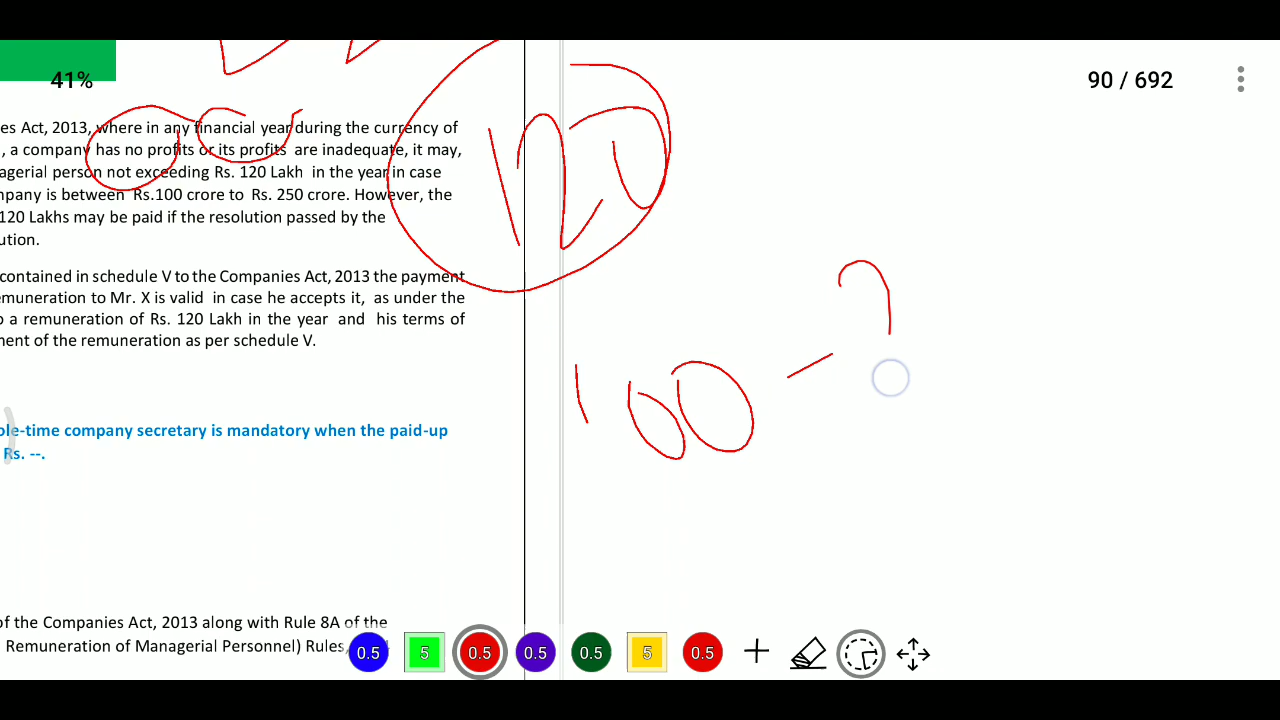 41%
90 / 692
es Act, 2013, where in any financial year during the currency of
, a company has no profits or its profits are inadequate, it may,
nagerial person not exceeding Rs. 120 Lakh in the year in case
mpany is between Rs.100 crore to Rs. 250 crore. However, the
120 Lakhs may be paid if the resolution passed by the
ution.
120
contained in schedule V to the Companies Act, 2013 the payment
emuneration to Mr. X is valid in case he accepts it, as under the
o a remuneration of Rs. 120 Lakh in the year and his terms of
nent of the remuneration as per schedule V.
100 -
ole-time company secretary is mandatory when the paid-up
Rs. --.
of the Companies Act, 2013 along with Rule 8A of the
Remuneration of Managerial Personnel) Rules,
0.5 5 0.5 0.5 0.5 5 0.5